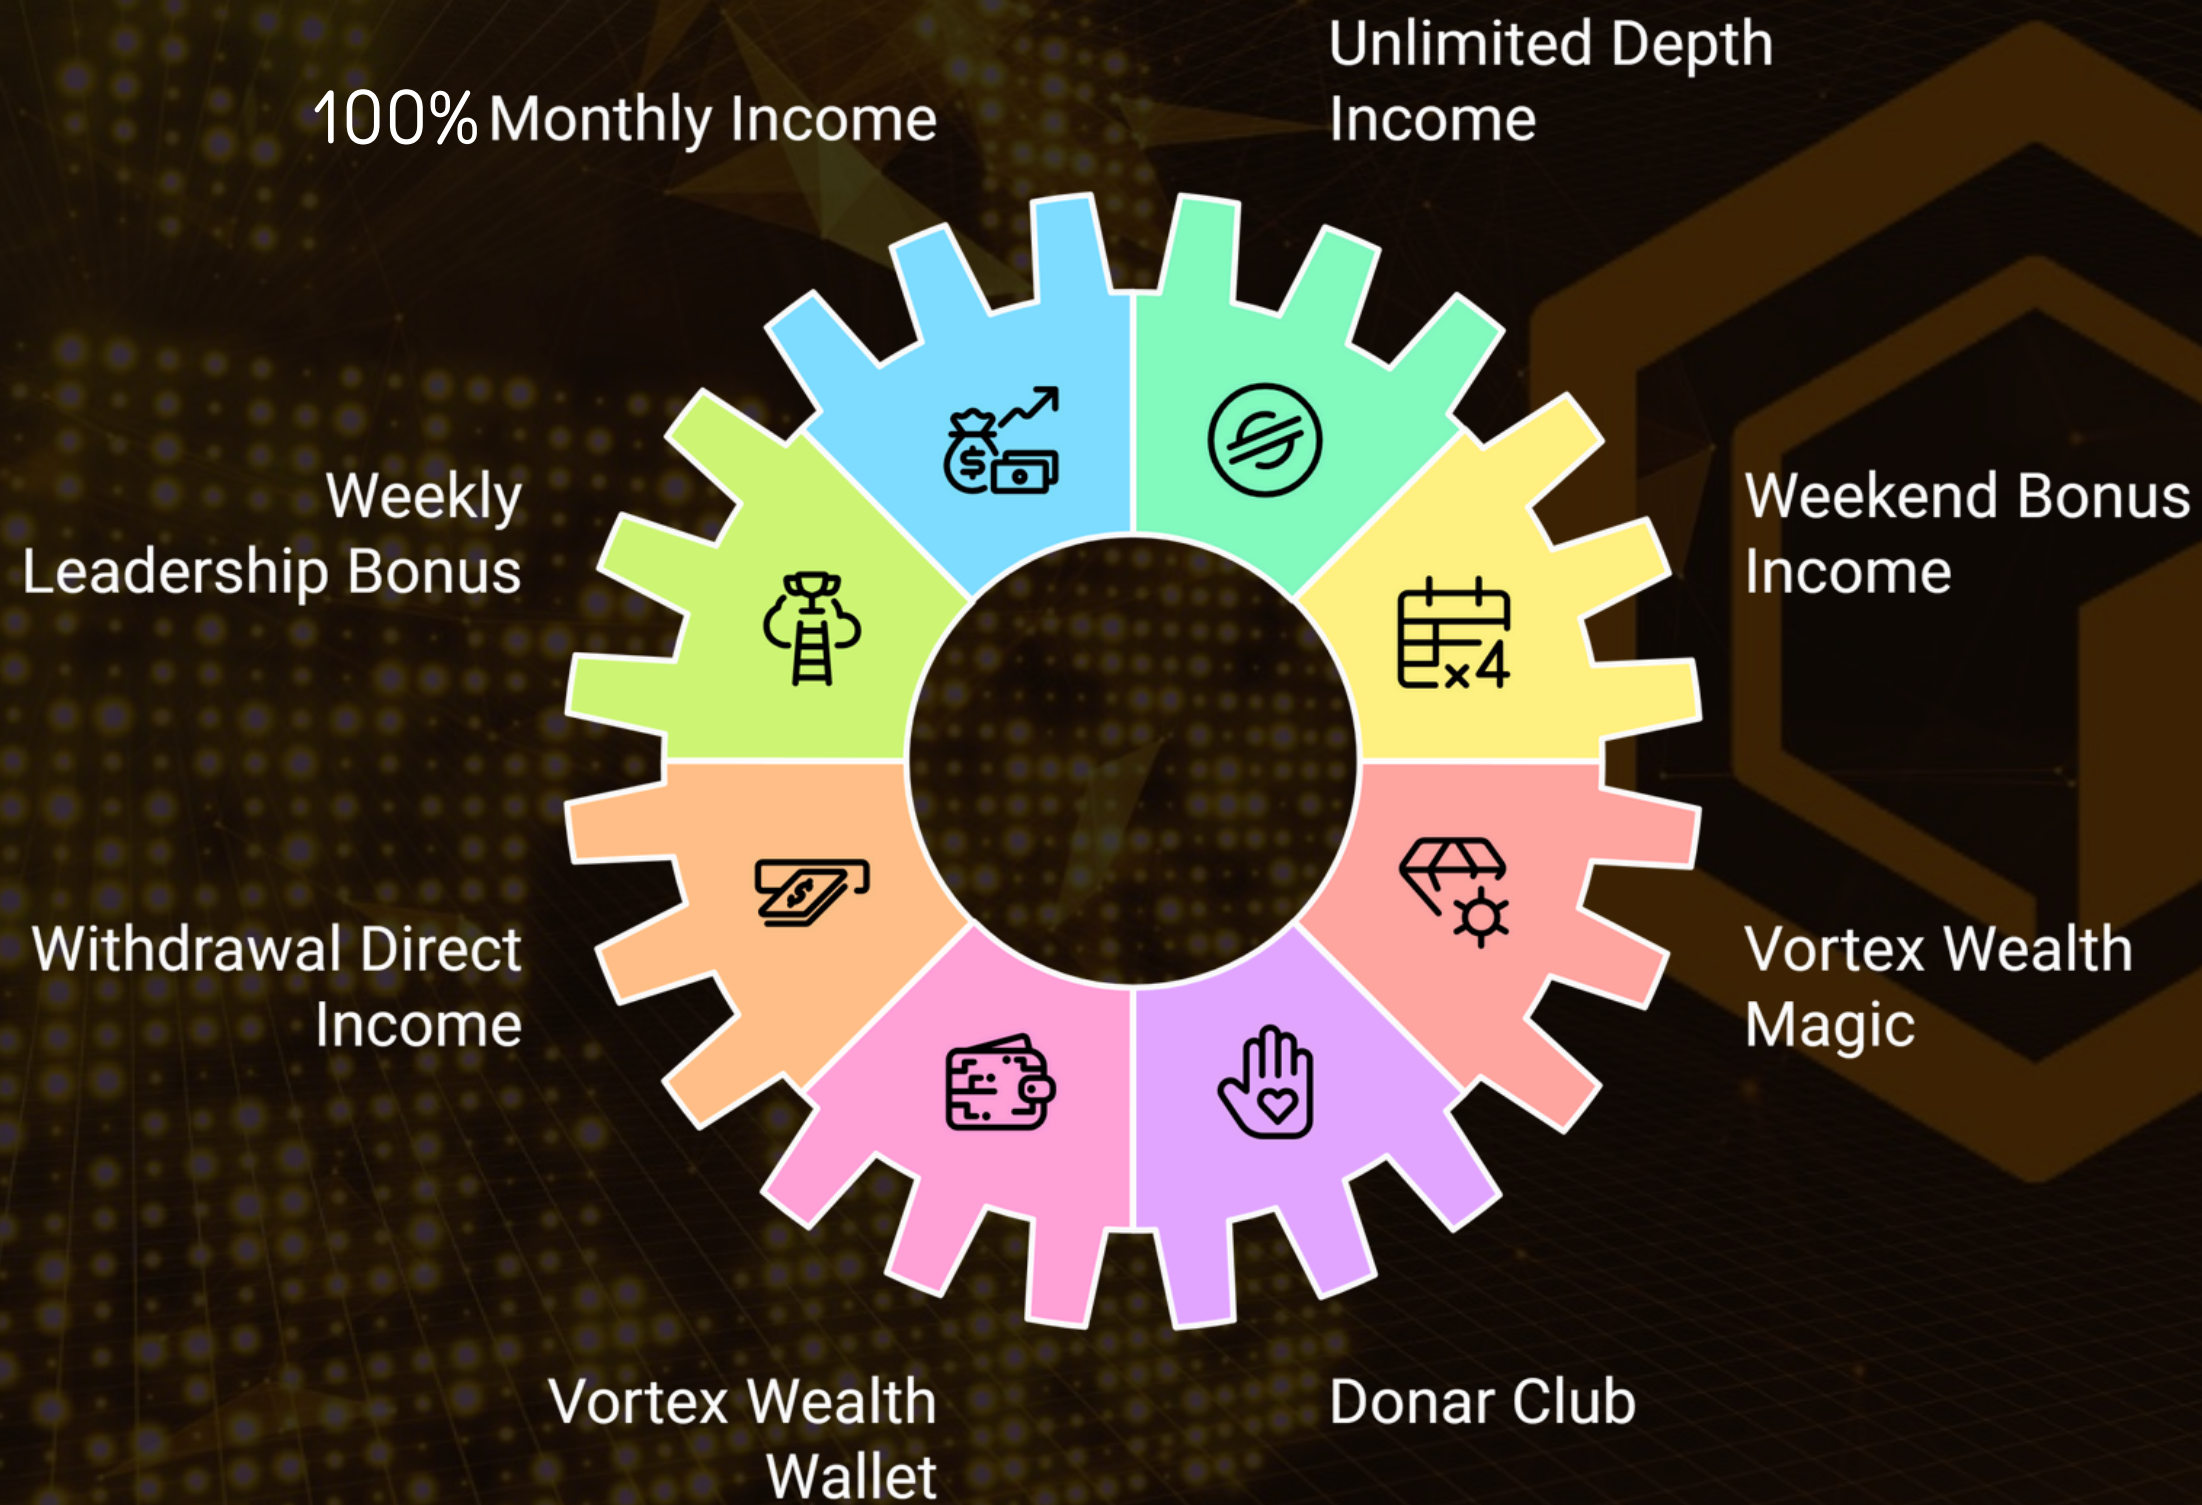 100% Monthly Income
Unlimited Depth
Income
Weekend Bonus
Income
Vortex Wealth
Magic
Donar Club
Vortex Wealth
Wallet
Withdrawal Direct
Income
Weekly
Leadership Bonus
$
x4
$